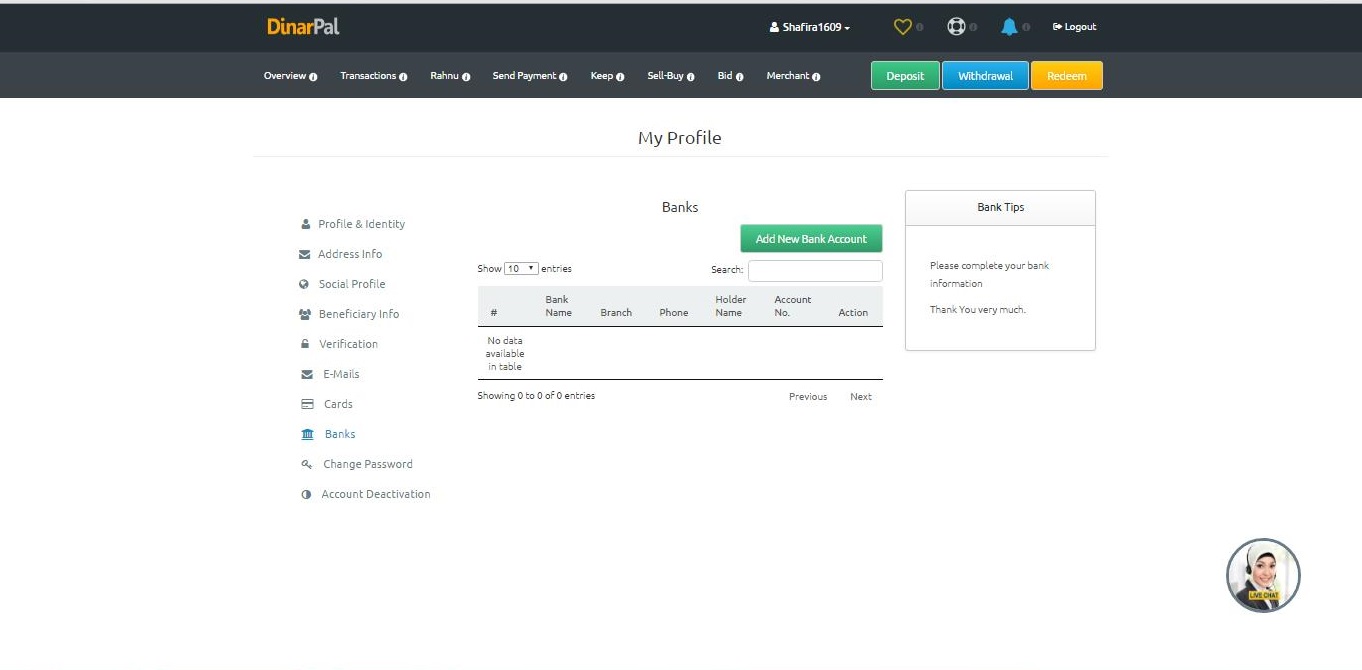 DinarPal
Shafira1609
Logout
Overview
Transactions
Rahnu
Send Payment
Keep
Sell-Buy
Bid
Merchant
Deposit
Withdrawal
Redeem
My Profile
Profile & Identity
Address Info
Social Profile
Beneficiary Info
Verification
E-Mails
Cards
Banks
Change Password
Account Deactivation
Banks
Add New Bank Account
Show 10 entries
Search:
#
Bank
Name
Branch
Phone
Holder
Name
Account
No.
Action
No data
available
in table
Showing 0 to 0 of 0 entries
Previous
Next
Bank Tips
Please complete your bank
information
Thank You very much.
LIVE CHAT